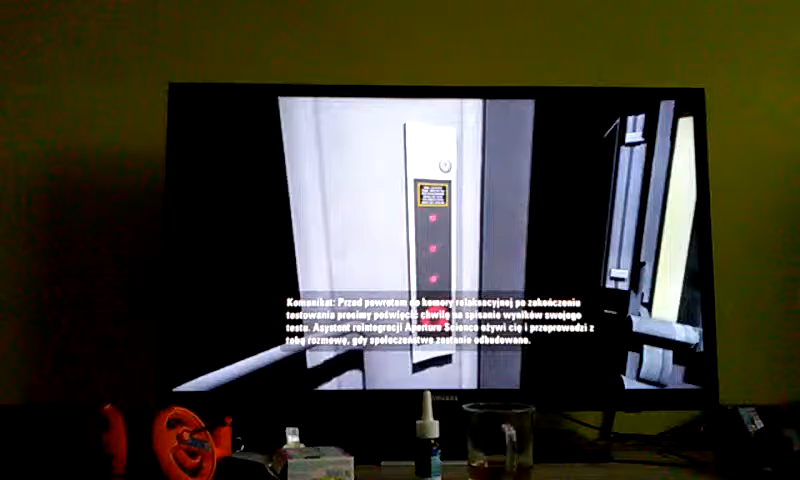 Komunikat: Przed powrotem do komory relaksacyjnej po zakończeniu
testowania prosimy poświęcić chwilę na spisanie wyników swojego
testu. Asystent reintegracji Aperture Science ożywi cię i przeprowadzi z
tobą rozmowę, gdy społeczeństwo zostanie odbudowane.